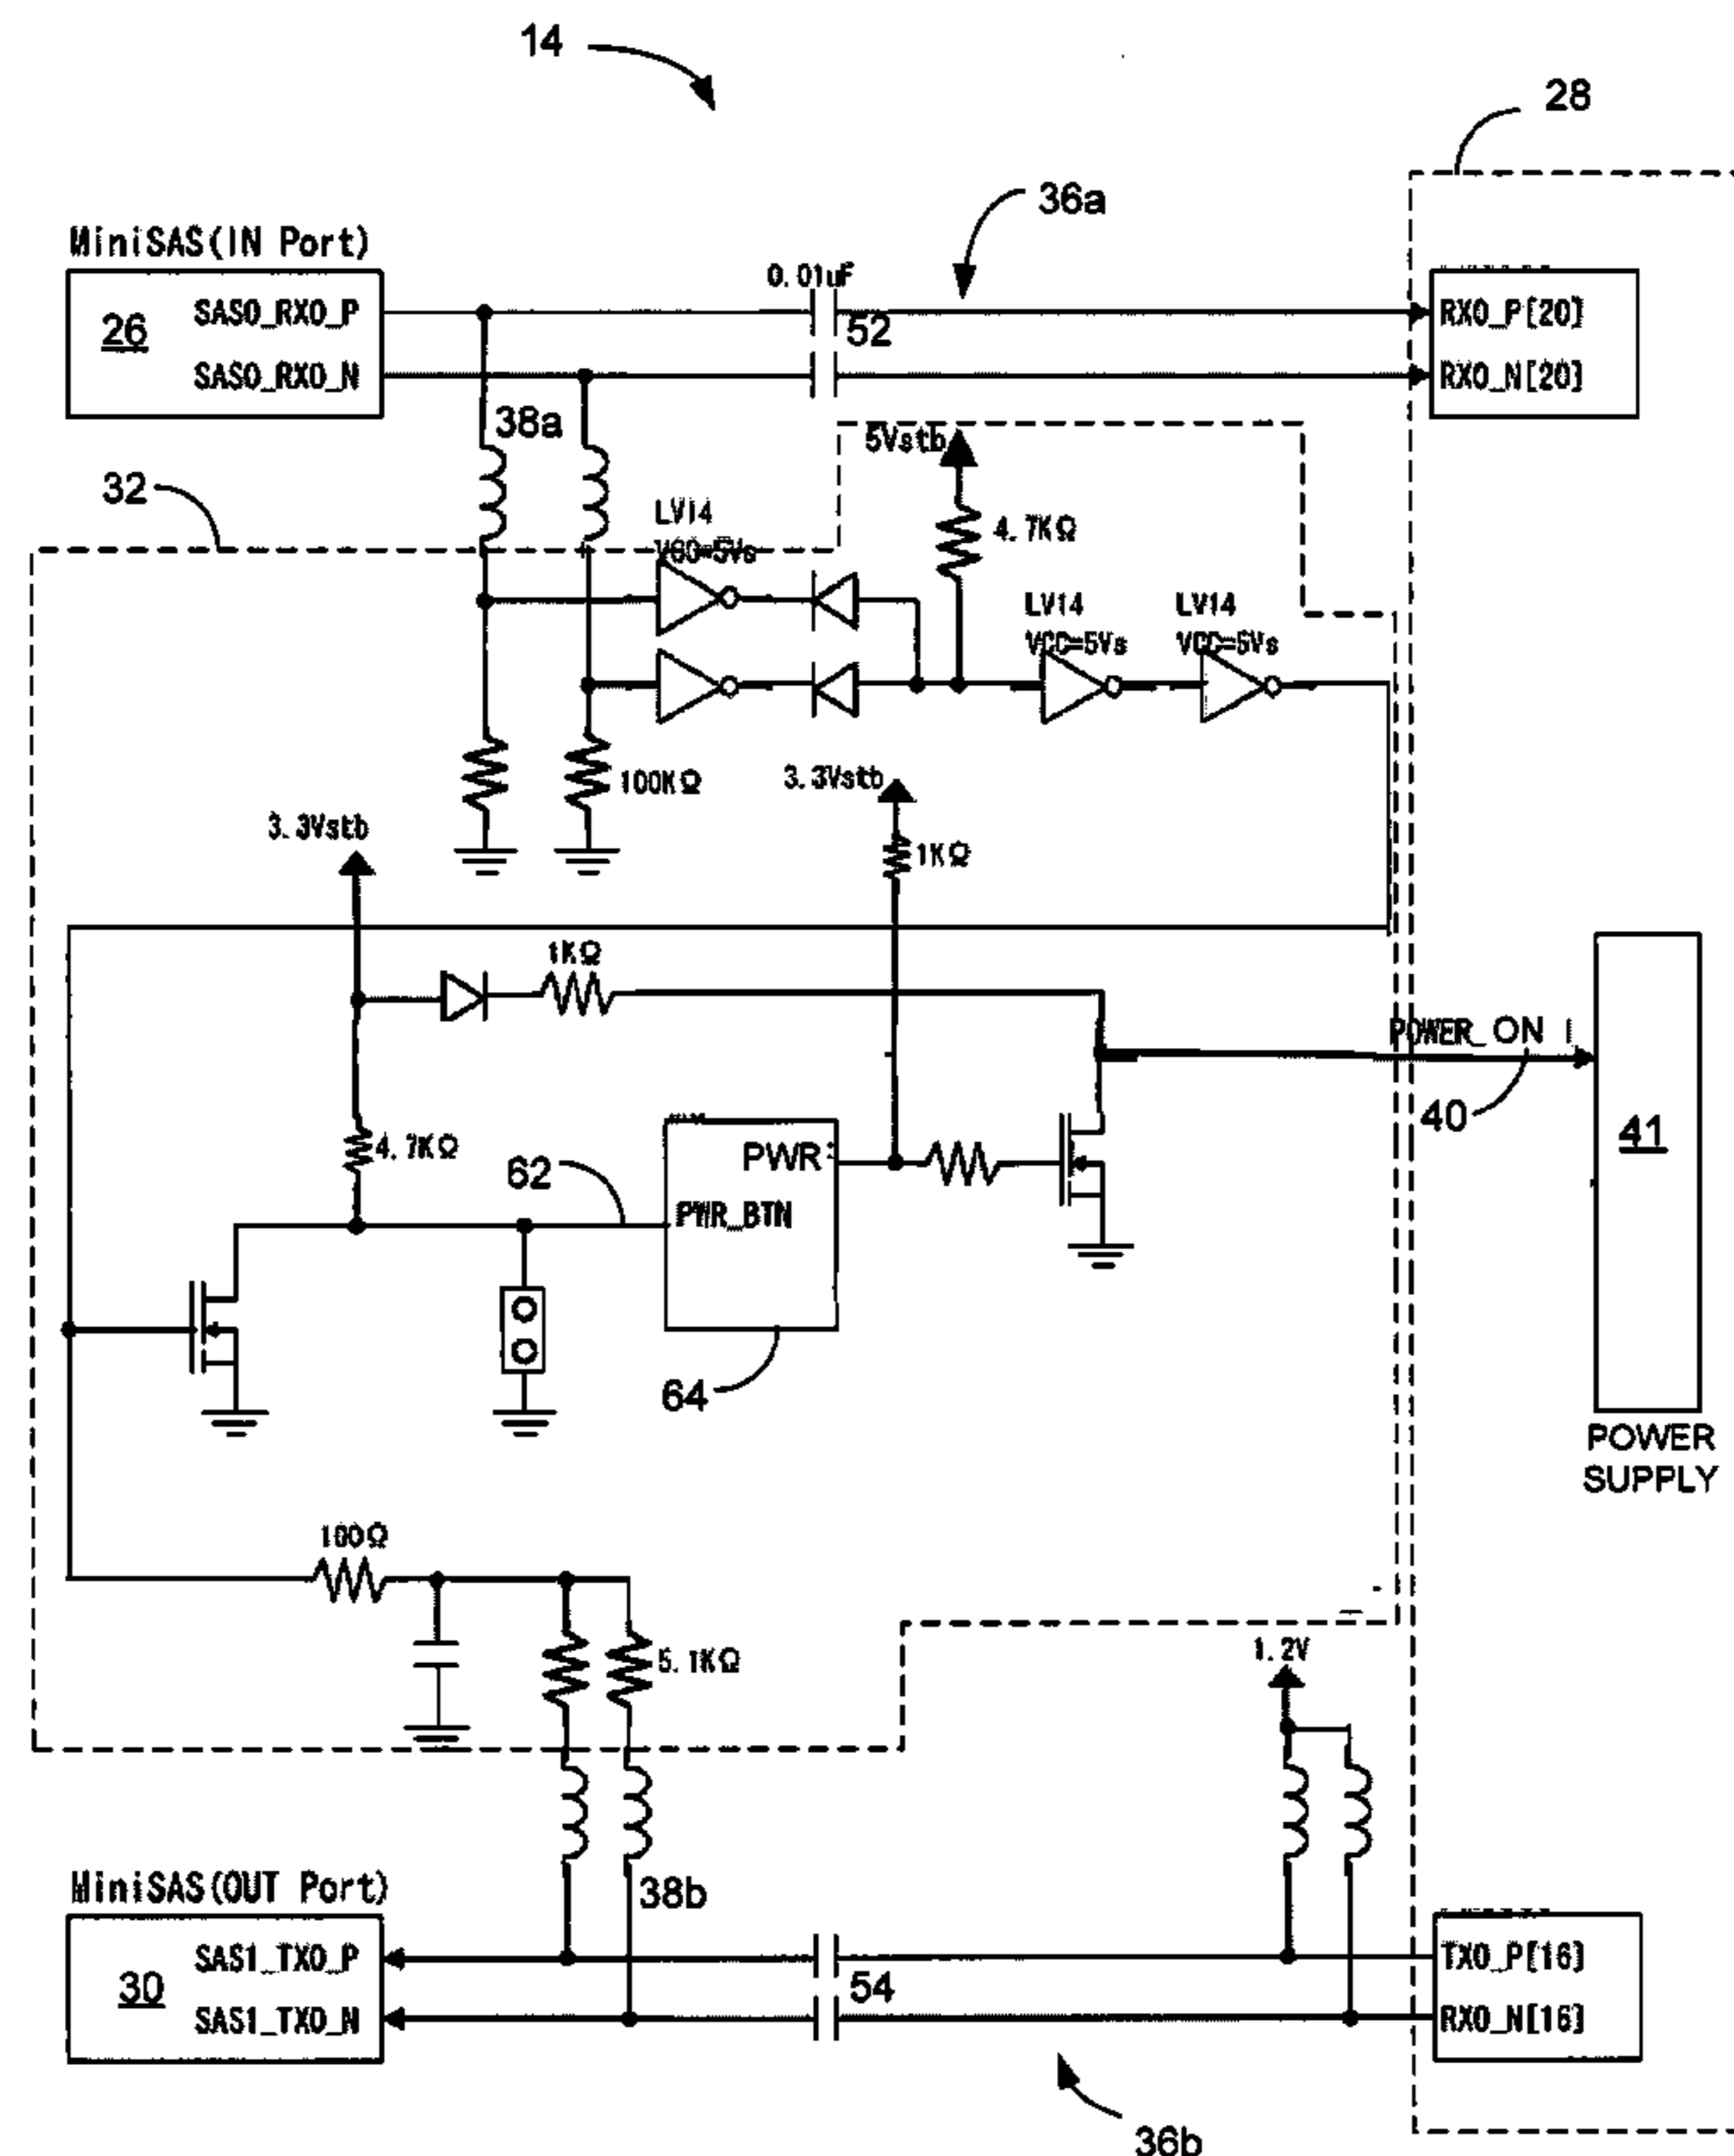 14
28
36a
MiniSAS(IN Port)
0.01uF
26
SAS0_RX0_P
SAS0_RX0_N
52
RX0_P[20]
RX0_N[20]
38a
5Vstb
32
LV14
4.7KΩ
LV14
VCC=5Vs
LV14
VCC=5Vs
100KΩ
3.3Vstb
3.3Vstb
1KΩ
1KΩ
POWER_ON
40
41
4.7KΩ
62
PWR
PWR_BTN
64
POWER
SUPPLY
100Ω
5.1KΩ
1.2V
MiniSAS(OUT Port)
38b
30
SAS1_TX0_P
SAS1_TX0_N
54
TX0_P[16]
RX0_N[16]
36b